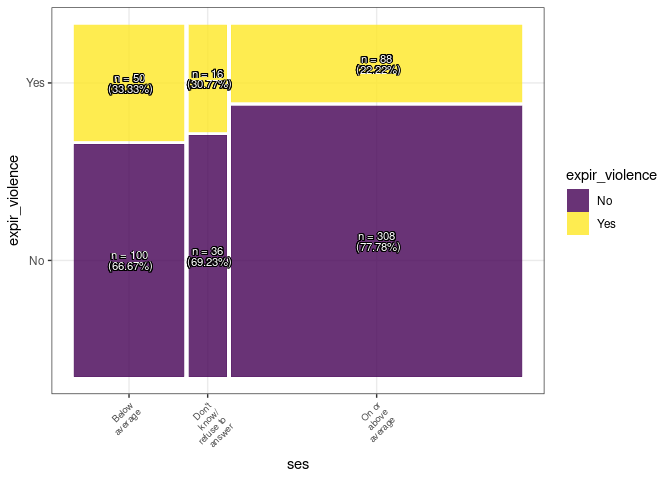 n = 50
(33.33%)
n = 16
(30.77%)
n = 88
(22.22%)
Yes
expir_violence
No
Yes
expir_violence
n = 100
(66.67%)
n = 36
(69.23%)
n = 308
(77.78%)
No
Below
average
Don't
know/
refuse to
answer
On or
above
average
ses